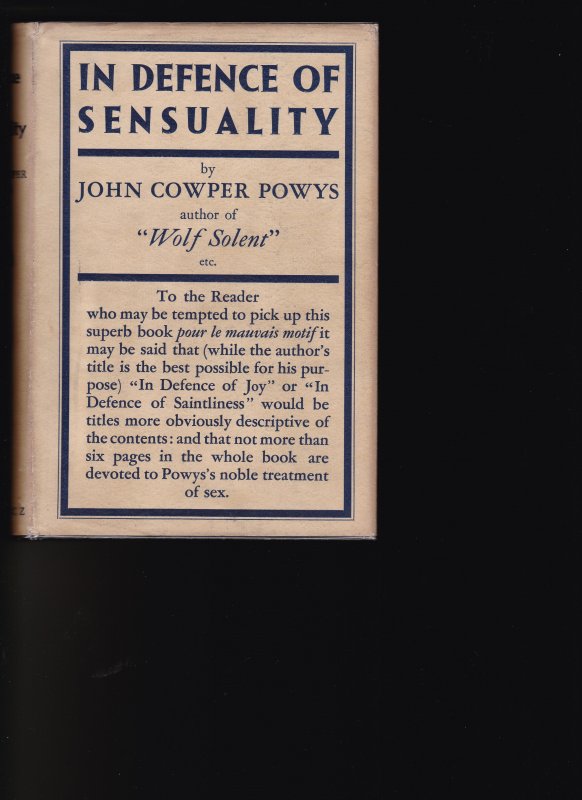 IN DEFENCE OF
SENSUALITY
by
JOHN COWPER POWYS
author of
"Wolf Solent"
etc.
To the Reader
who may be tempted to pick up this
superb book pour le mauvais motif it
may be said that (while the author's
title is the best possible for his pur-
pose) "In Defence of Joy" or "In
Defence of Saintliness" would be
titles more obviously descriptive of
the contents: and that not more than
six pages in the whole book are
devoted to Powys's noble treatment
of sex.